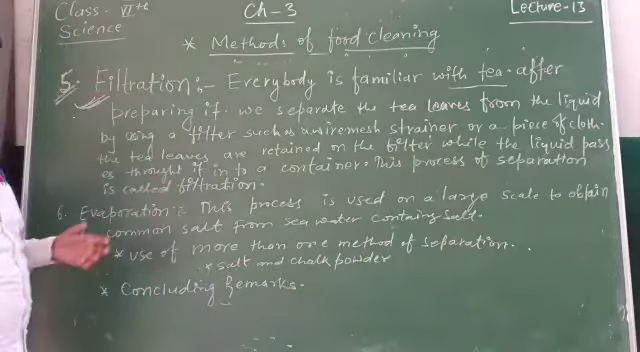 Class. VIth
Science
Ch-3
Lecture-13
* Methods of food cleaning
5. Filtration:- Everybody is familiar with tea. after
preparing it. we separate the tea leaves from the liquid
by using a filter such as a wiremesh strainer or a piece of cloth.
the tea leaves are retained on the filter while the liquid pass
es through it in to a container. This process of separation
is called filtration.
6. Evaporation:- This process is used on a large scale to obtain
common salt from sea water containg salt.
* use of more than one method of separation.
* salt and chalk powder
* Concluding Remarks.